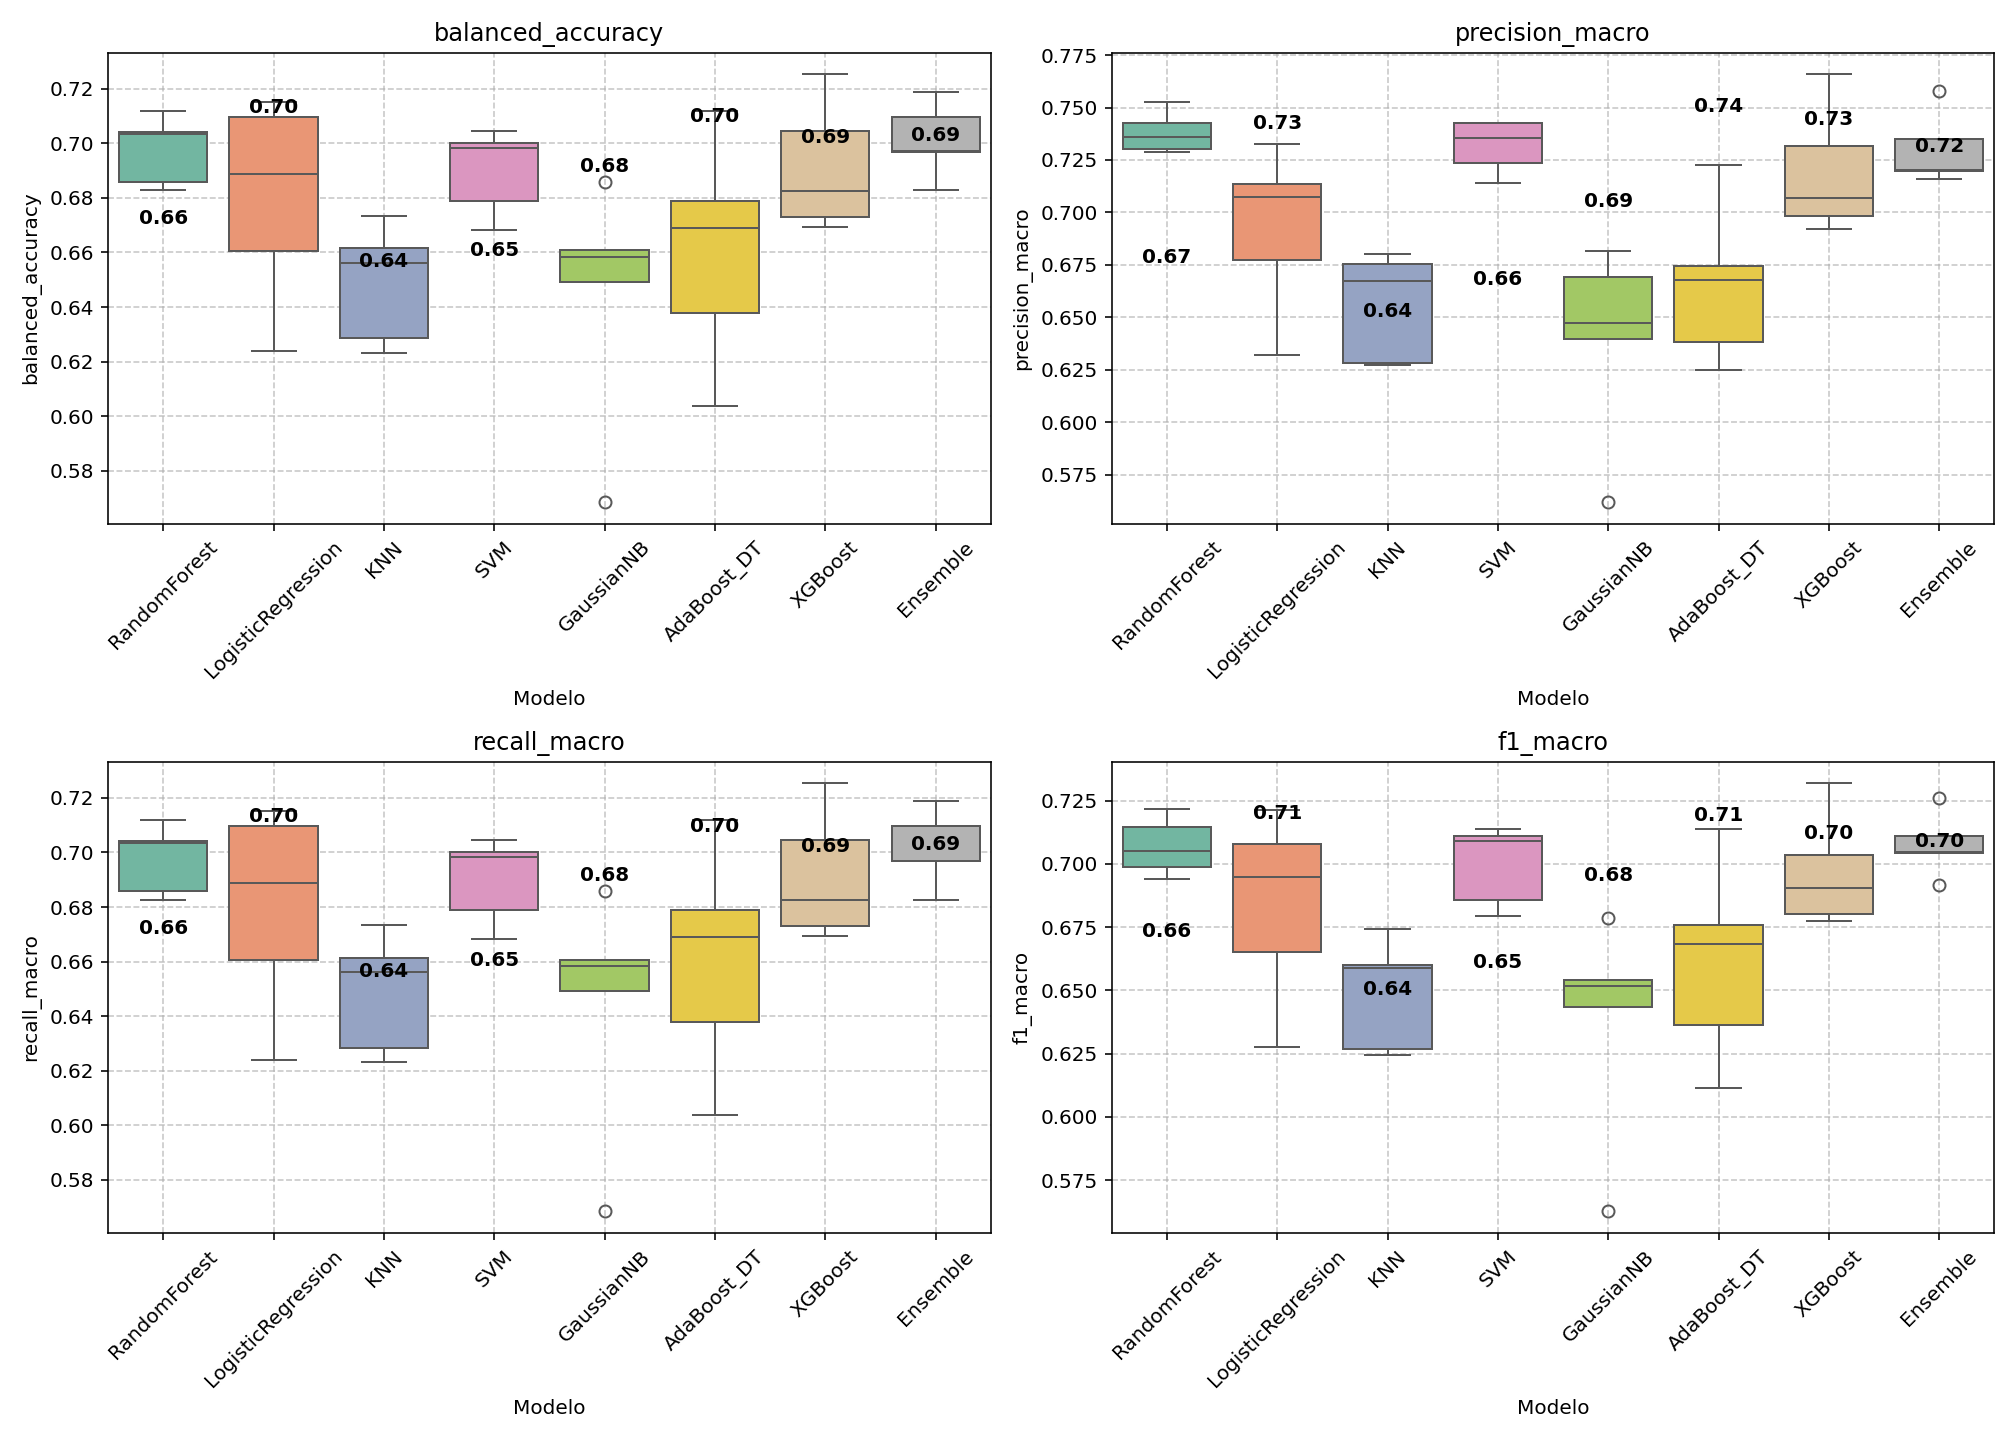 balanced_accuracy
balanced_accuracy
0.72
0.70
0.68
0.66
0.64
0.62
0.60
0.58
0.66
0.70
0.64
0.65
0.68
0.70
0.69
0.69
RandomForest
LogisticRegression
KNN
SVM
GaussianNB
AdaBoost_DT
XGBoost
Ensemble
Modelo
precision_macro
precision_macro
0.775
0.750
0.725
0.700
0.675
0.650
0.625
0.600
0.575
0.67
0.73
0.64
0.66
0.69
0.74
0.73
0.72
RandomForest
LogisticRegression
KNN
SVM
GaussianNB
AdaBoost_DT
XGBoost
Ensemble
Modelo
recall_macro
recall_macro
0.72
0.70
0.68
0.66
0.64
0.62
0.60
0.58
0.66
0.70
0.64
0.65
0.68
0.70
0.69
0.69
RandomForest
LogisticRegression
KNN
SVM
GaussianNB
AdaBoost_DT
XGBoost
Ensemble
Modelo
f1_macro
f1_macro
0.725
0.700
0.675
0.650
0.625
0.600
0.575
0.66
0.71
0.64
0.65
0.68
0.71
0.70
0.70
RandomForest
LogisticRegression
KNN
SVM
GaussianNB
AdaBoost_DT
XGBoost
Ensemble
Modelo